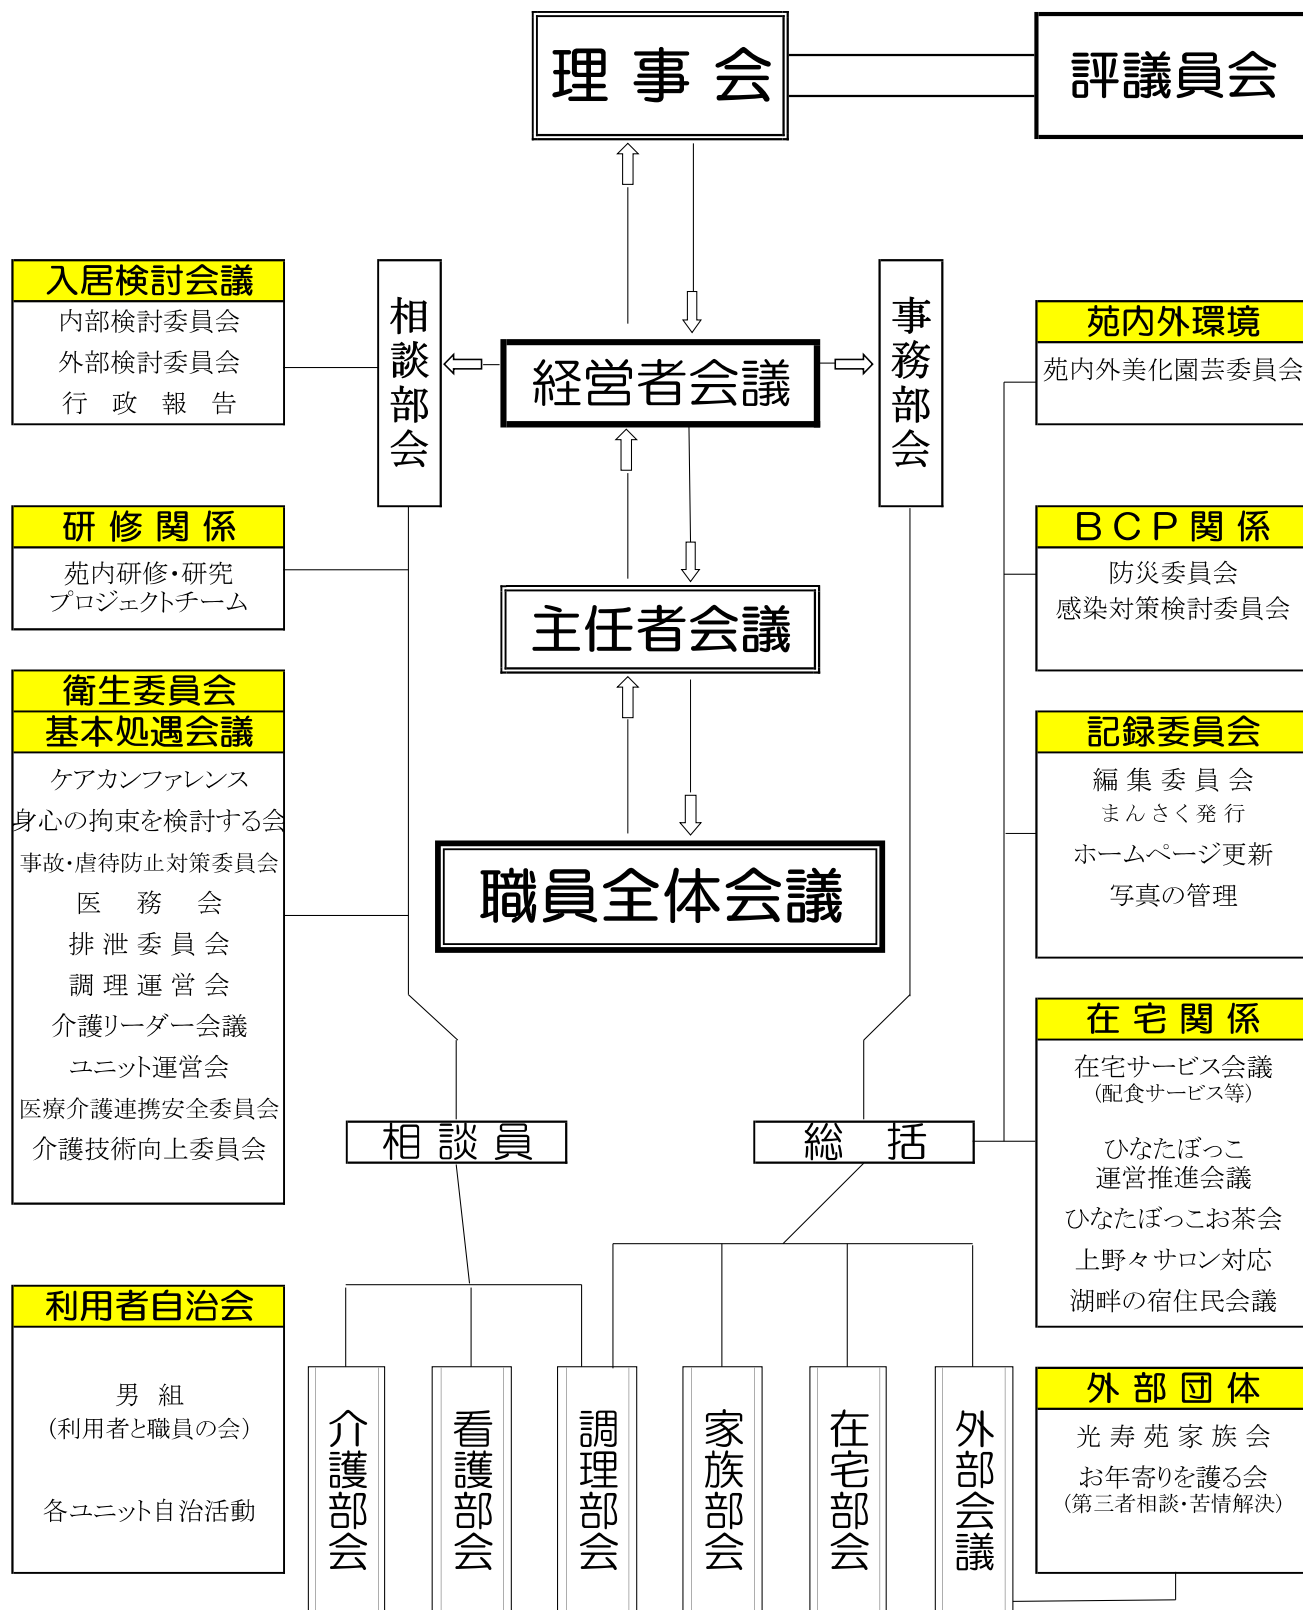 理事会
評議員会
入居検討会議
内部検討委員会
外部検討委員会
行政報告
相談部会
経営者会議
事務部会
苑内外環境
苑内外美化園芸委員会
研修関係
苑内研修・研究
プロジェクトチーム
BCP関係
防災委員会
感染対策検討委員会
主任者会議
衛生委員会
基本処遇会議
ケアカンファレンス
身心の拘束を検討する会
事故・虐待防止対策委員会
医務会
排泄委員会
調理運営会
介護リーダー会議
ユニット運営会
医療介護連携安全委員会
介護技術向上委員会
記録委員会
編集委員会
まんさく発行
ホームページ更新
写真の管理
職員全体会議
在宅関係
在宅サービス会議
(配食サービス等)
ひなたぼっこ
運営推進会議
ひなたぼっこお茶会
上野々サロン対応
湖畔の宿住民会議
相談員
総括
利用者自治会
男組
(利用者と職員の会)
各ユニット自治活動
介護部会
看護部会
調理部会
家族部会
在宅部会
外部会議
外部団体
光寿苑家族会
お年寄りを護る会
(第三者相談・苦情解決)